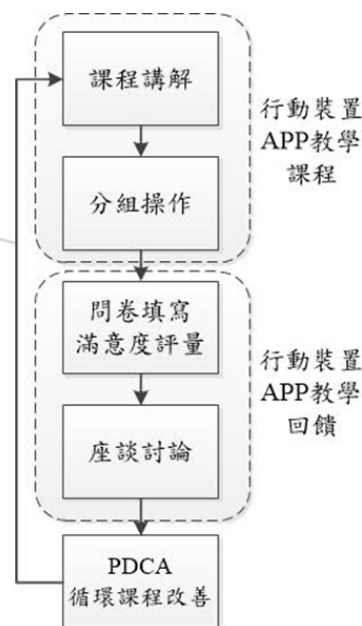 課程講解
分組操作
行動裝置
APP教學
課程
問卷填寫
滿意度評量
座談討論
行動裝置
APP教學
回饋
PDCA
循環課程改善